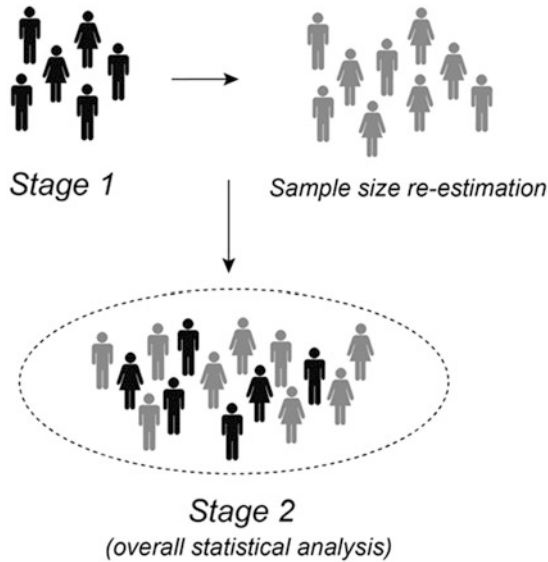 Stage 1
Sample size re-estimation
Stage 2
(overall statistical analysis)